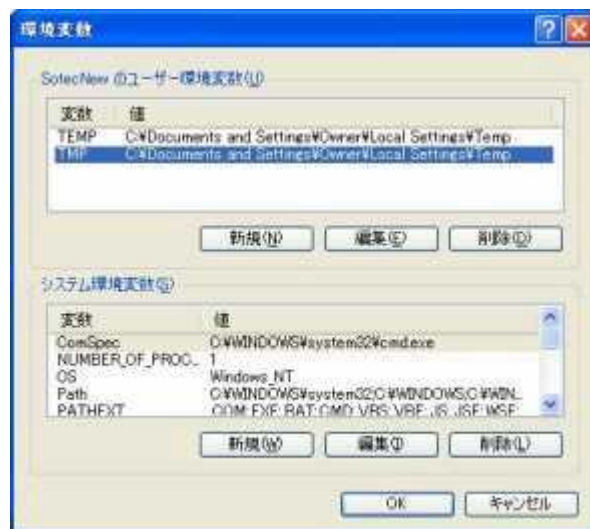 環境変数
SotecNew のユーザー環境変数(U)
変数 値
TEMP C:¥Documents and Settings¥Owner¥Local Settings¥Temp
TMP C:¥Documents and Settings¥Owner¥Local Settings¥Temp
新規(N) 編集(E) 削除(D)
システム環境変数(S)
変数 値
ComSpec C:¥WINDOWS¥system32¥cmd.exe
NUMBER_OF_PROC... 1
OS Windows_NT
Path C:¥WINDOWS¥system32;C:¥WINDOWS;C:¥WIN...
PATHEXT .COM;.EXE;.BAT;.CMD;.VBS;.VBE;.JS;.JSE;.WSF;
新規(W) 編集(I) 削除(L)
OK キャンセル